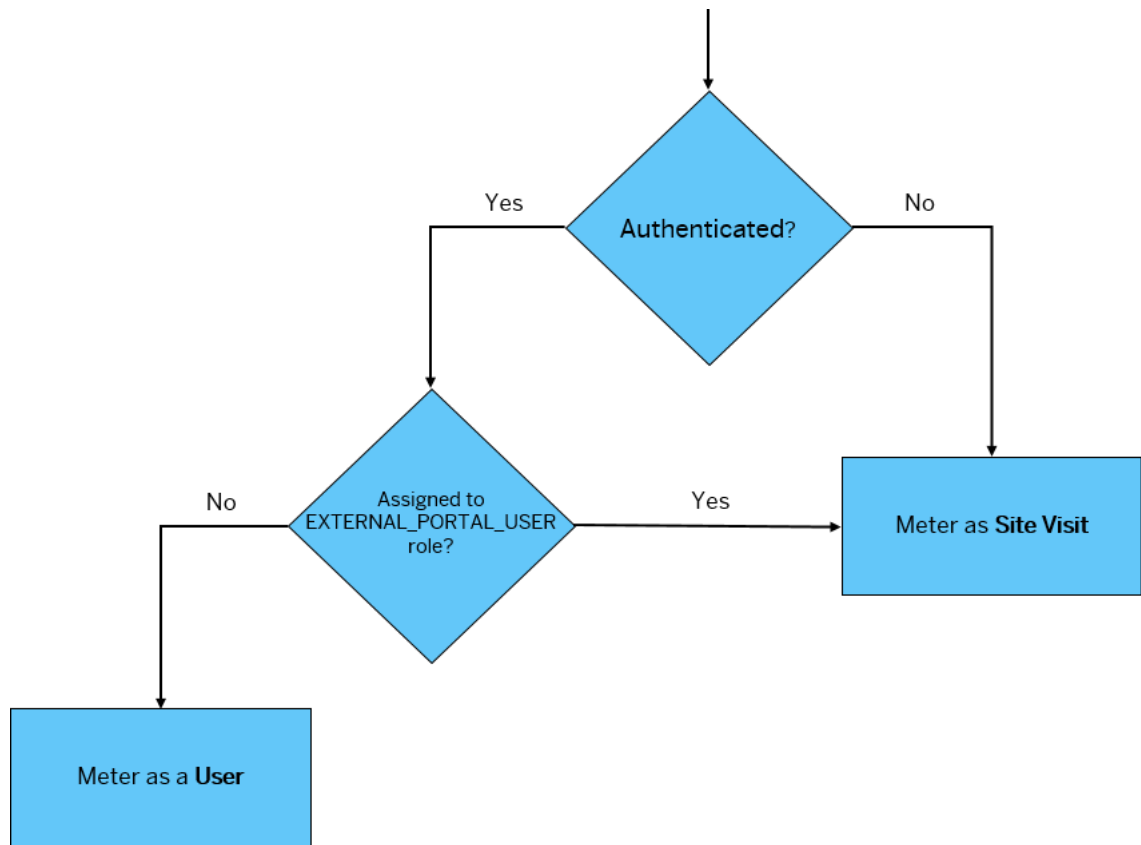 Yes
No
Authenticated?
No
Assigned to
EXTERNAL_PORTAL_USER
role?
Yes
Meter as Site Visit
Meter as a User